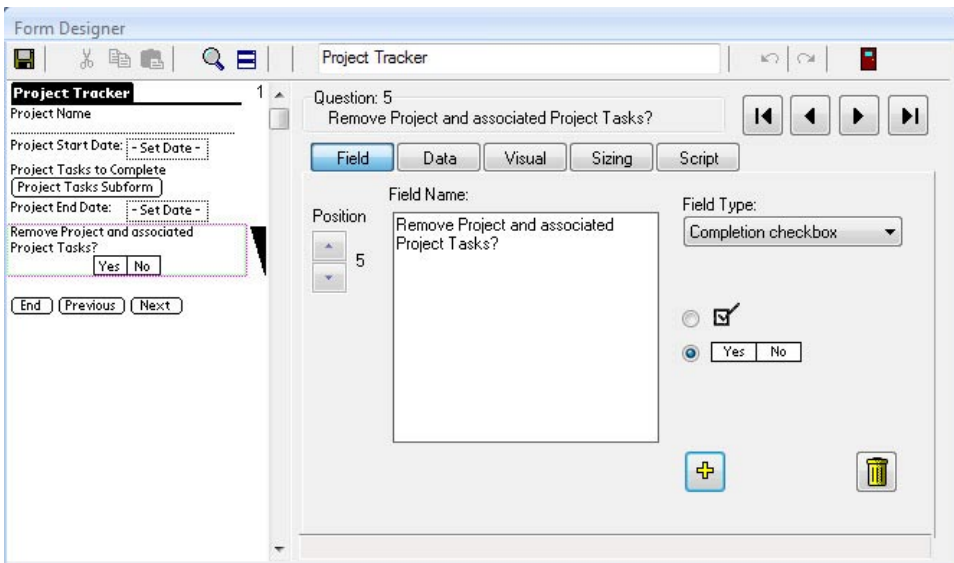 Form Designer
Project Tracker
Project Tracker 1
Project Name
Project Start Date: - Set Date -
Project Tasks to Complete
Project Tasks Subform
Project End Date: - Set Date -
Remove Project and associated
Project Tasks?
Yes No
End Previous Next
Question: 5
Remove Project and associated Project Tasks?
Field Data Visual Sizing Script
Field Name:
Position
5
Remove Project and associated
Project Tasks?
Field Type:
Completion checkbox
Yes No